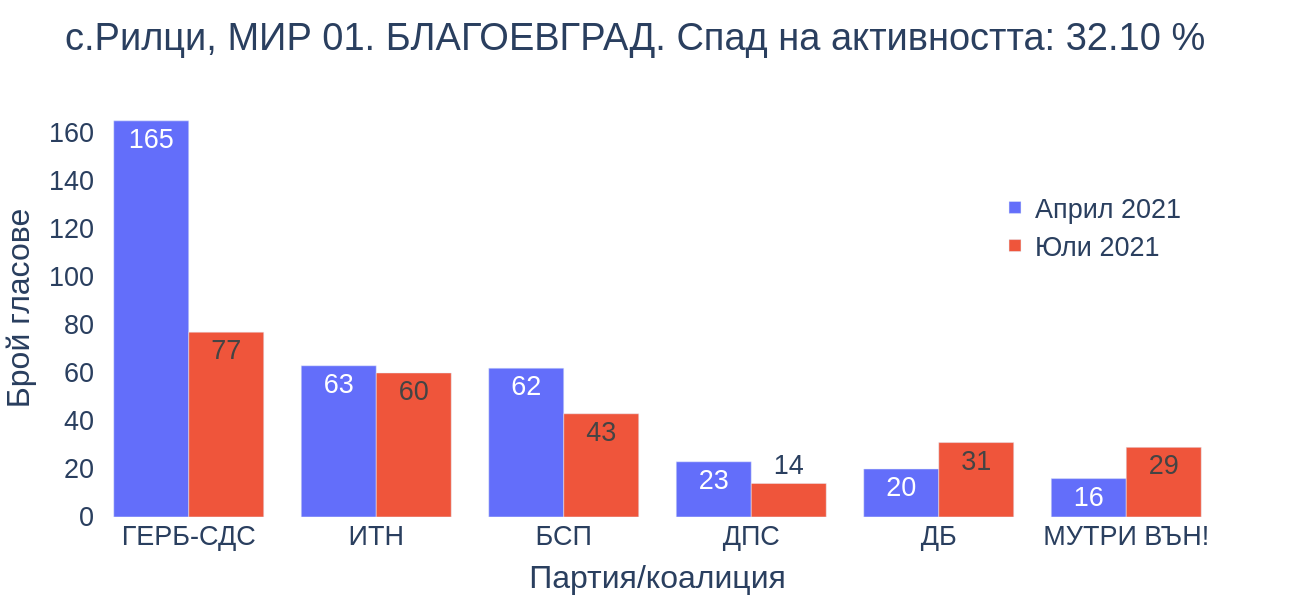 с.Рилци, МИР 01. БЛАГОЕВГРАД. Спад на активността: 32.10 %
160
140
120
100
80
60
40
20
0
Брой гласове
165
77
63
60
62
43
23
14
20
31
16
29
Април 2021
Юли 2021
ГЕРБ-СДС
ИТН
БСП
ДПС
ДБ
МУТРИ ВЪН!
Партия/коалиция